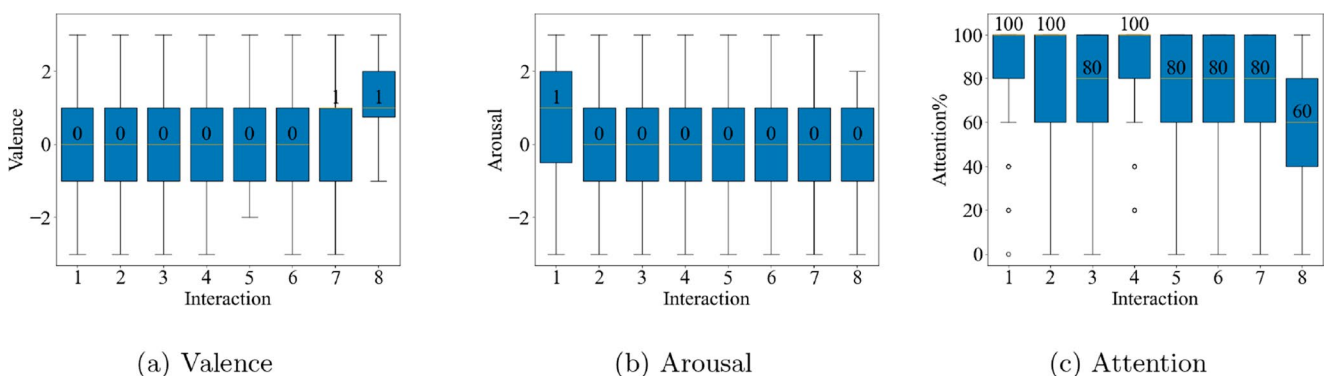 2
0
−2
Valence
0 0 0 0 0 0 1 1
1 2 3 4 5 6 7 8
Interaction
(a) Valence
2
0
−2
Arousal
1 0 0 0 0 0 0 0
1 2 3 4 5 6 7 8
Interaction
(b) Arousal
100
80
60
40
20
0
Attention%
100 100 80 100 80 80 80 60
1 2 3 4 5 6 7 8
Interaction
(c) Attention